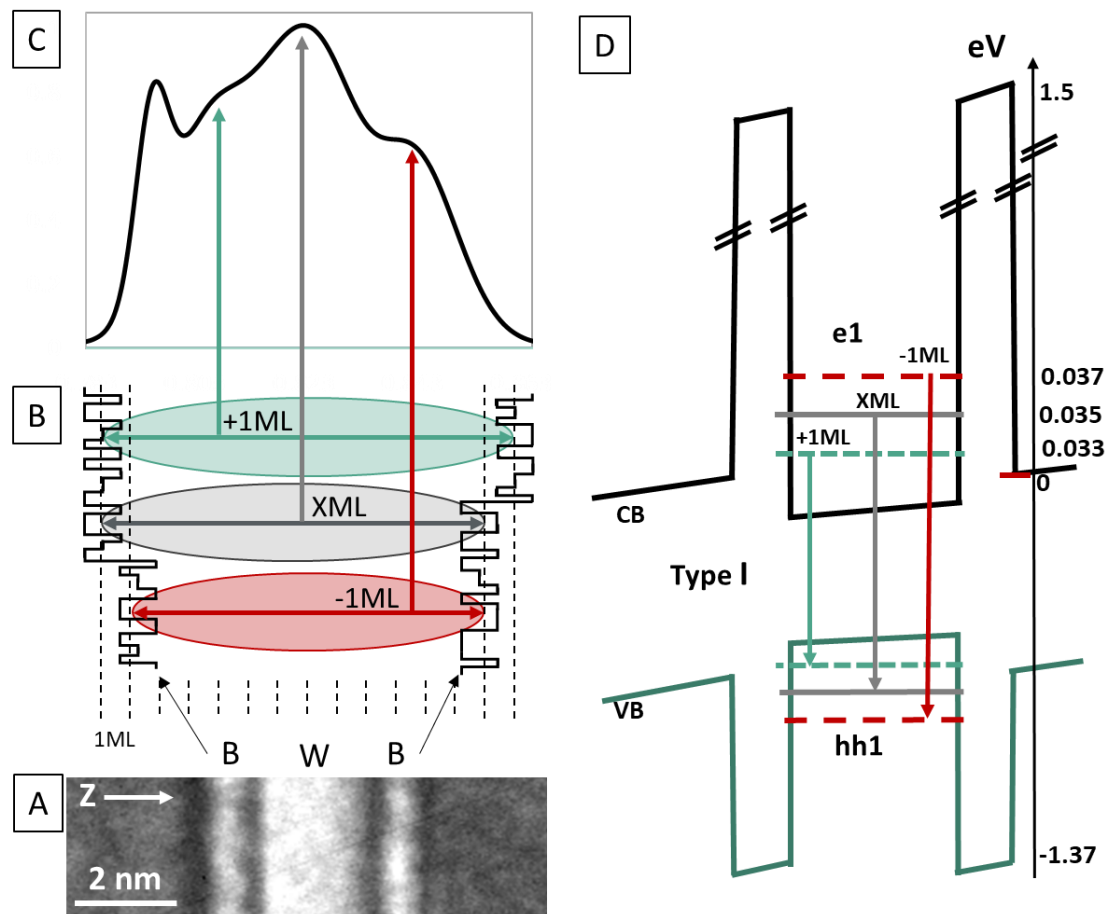 C
B
+1ML
XML
-1ML
1ML
B
W
B
A
Z
2 nm
D
eV
1.5
e1
-1ML
XML
+1ML
0.037
0.035
0.033
0
CB
Type I
VB
hh1
-1.37